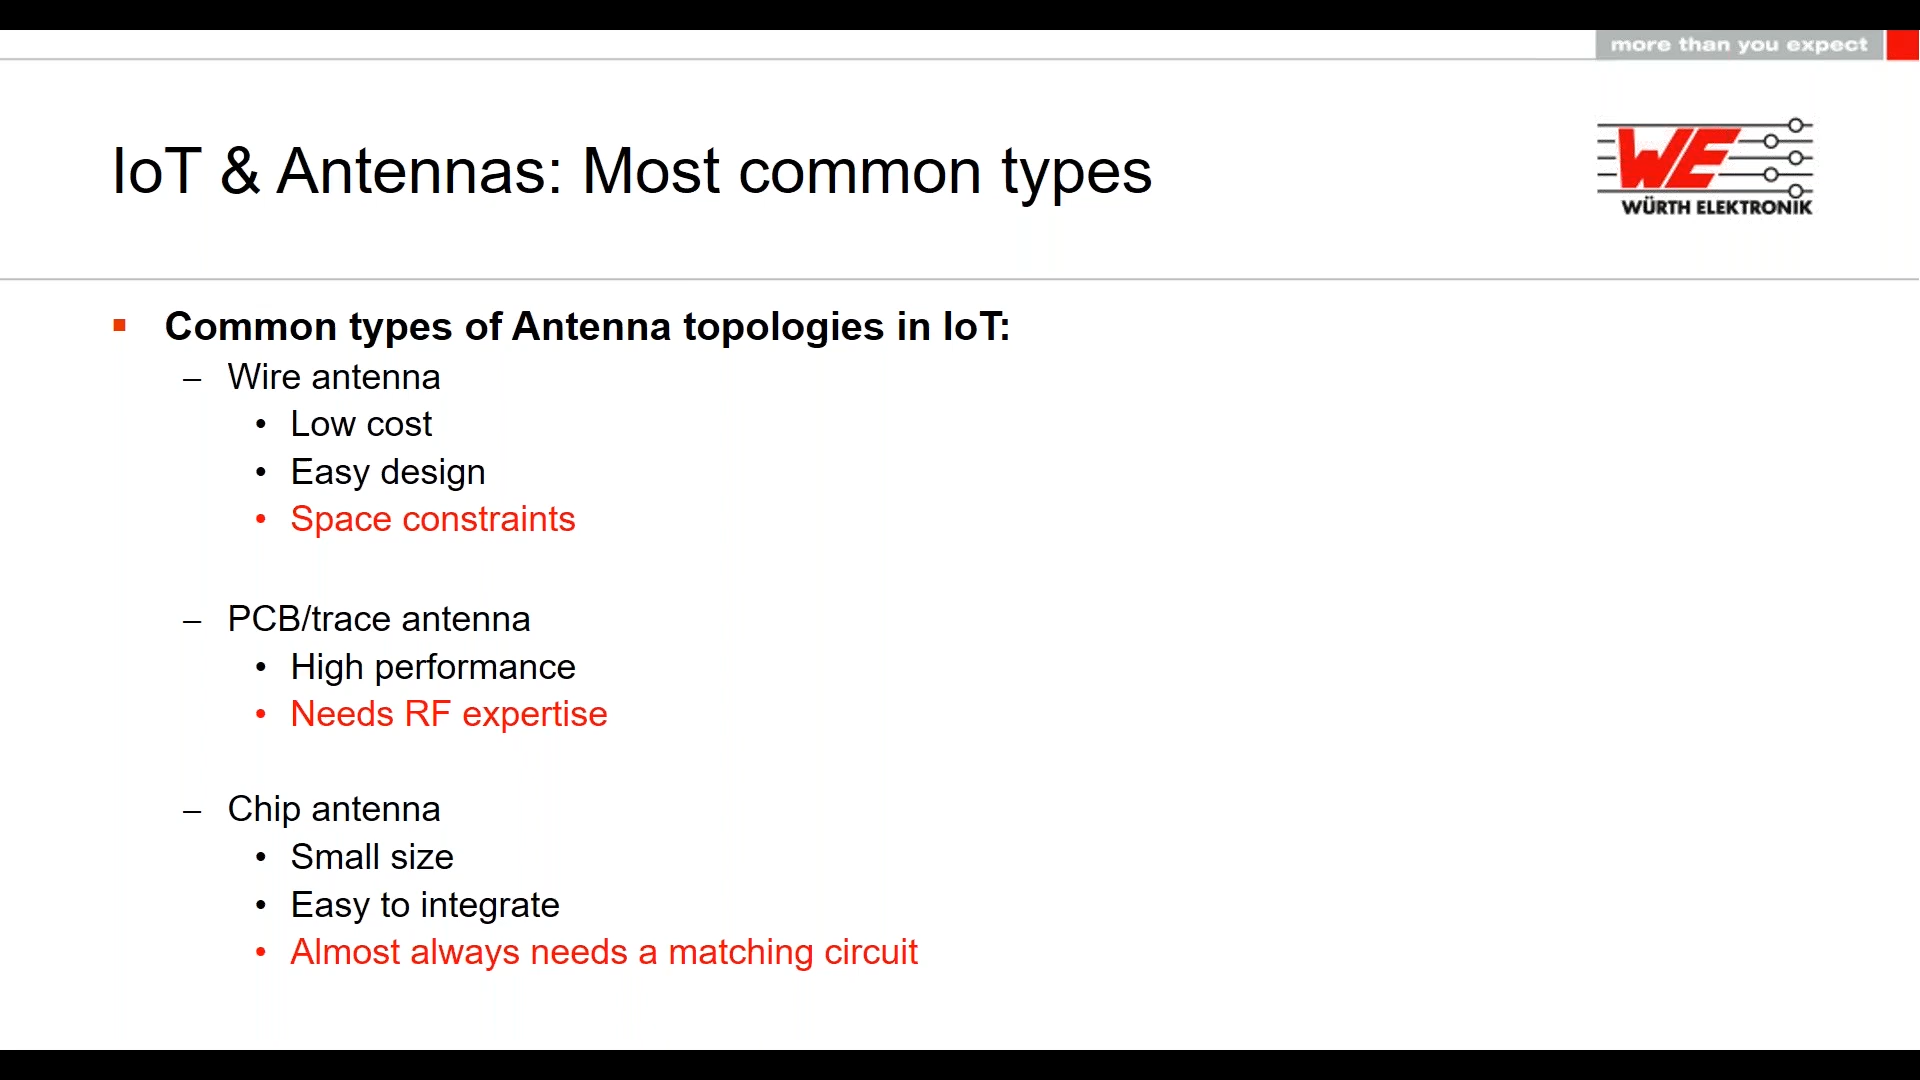 more than you expect
IoT & Antennas: Most common types
WE
WÜRTH ELEKTRONIK
▪ Common types of Antenna topologies in IoT:
– Wire antenna
• Low cost
• Easy design
• Space constraints
– PCB/trace antenna
• High performance
• Needs RF expertise
– Chip antenna
• Small size
• Easy to integrate
• Almost always needs a matching circuit